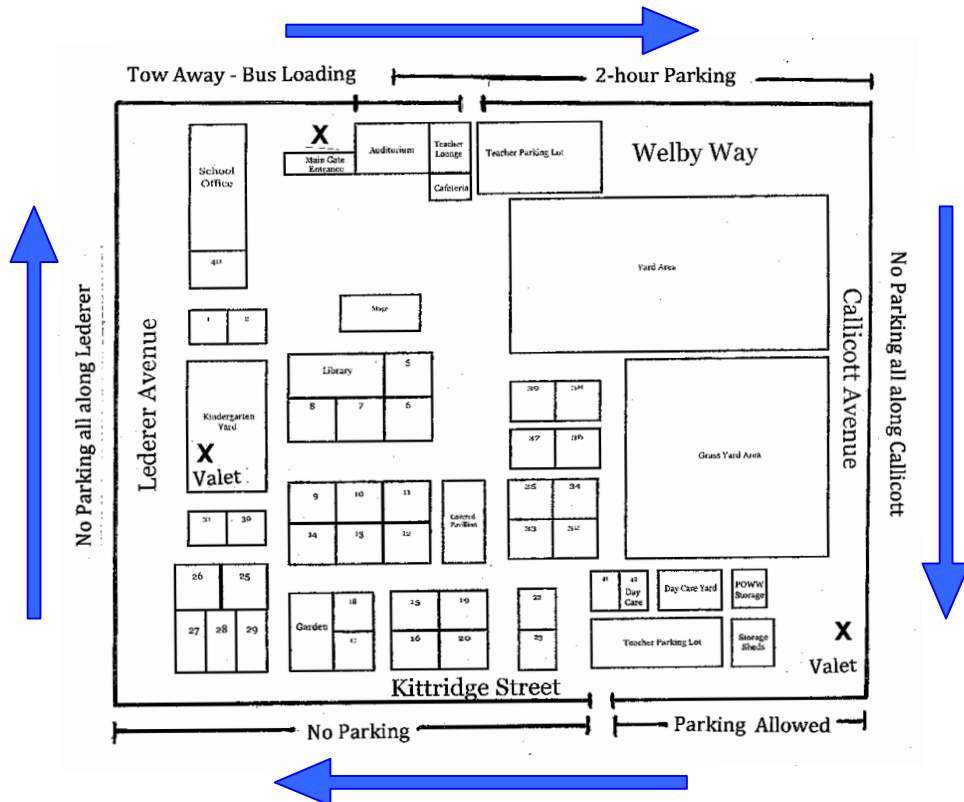 Tow Away - Bus Loading
2-hour Parking
X
Main Gate
Entrance
Auditorium
Teacher
Lounge
Cafeteria
Teacher Parking Lot
Welby Way
School
Office
40
Yard Area
Stage
1
2
Library
5
8
7
6
Kindergarten
Yard
X
Valet
Lederer Avenue
No Parking all along Lederer
Callicott Avenue
No Parking all along Callicott
39
38
37
36
Grass Yard Area
9
10
11
14
13
12
Covered
Pavilion
35
34
33
32
31
30
26
25
27
28
29
Garden
18
17
15
19
16
20
22
23
41
42
Day
Care
Day Care Yard
POWW
Storage
Teacher Parking Lot
Storage
Sheds
X
Valet
Kittridge Street
No Parking
Parking Allowed